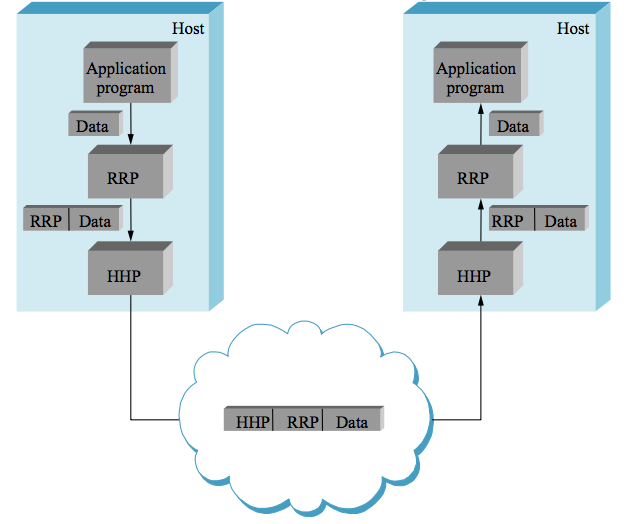 Host
Application
program
Data
RRP
RRP Data
HHP
Host
Application
program
Data
RRP
RRP Data
HHP
HHP RRP Data